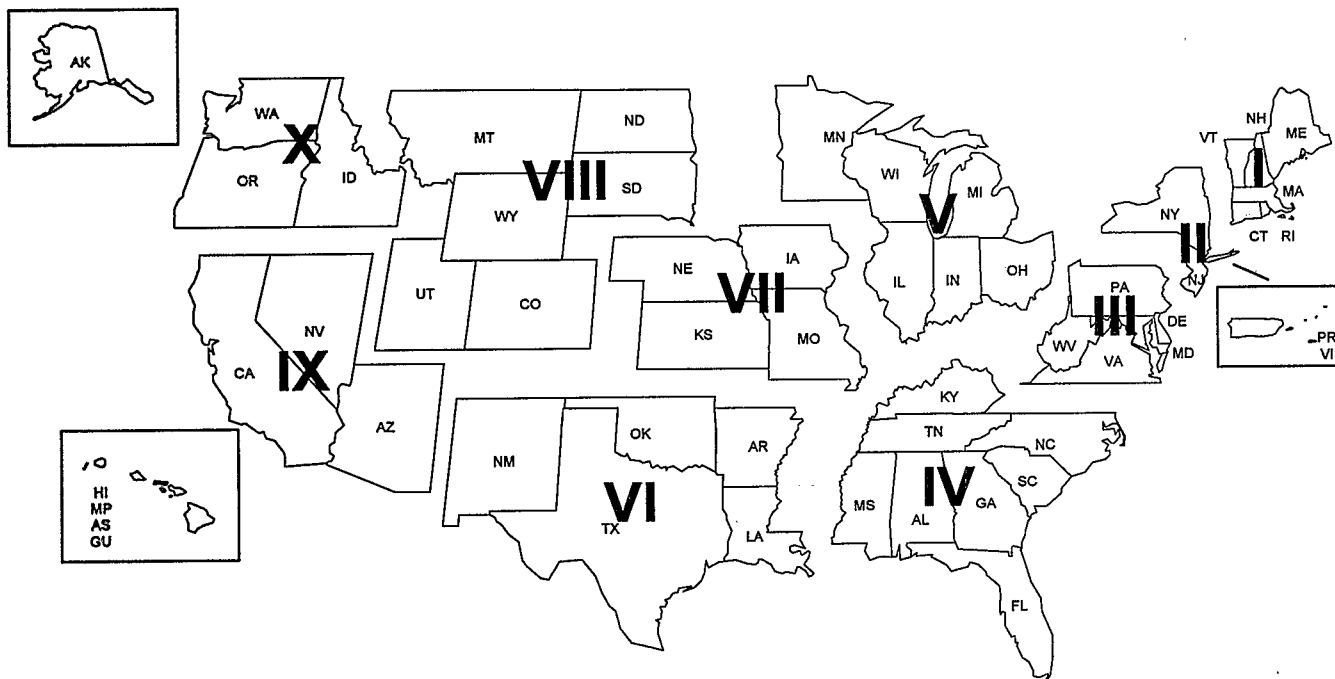 AK
WA
X
OR
ID
MT
ND
VIII
SD
WY
UT
CO
NE
IA
VII
KS
MO
MN
WI
MI
V
IL
IN
OH
NH
VT
ME
I
MA
NY
CT
RI
II
NJ
PR
VI
PA
III
DE
WV
VA
MD
NV
CA
IX
AZ
HI
MP
AS
GU
NM
OK
AR
VI
TX
LA
KY
TN
NC
SC
IV
MS
AL
GA
FL